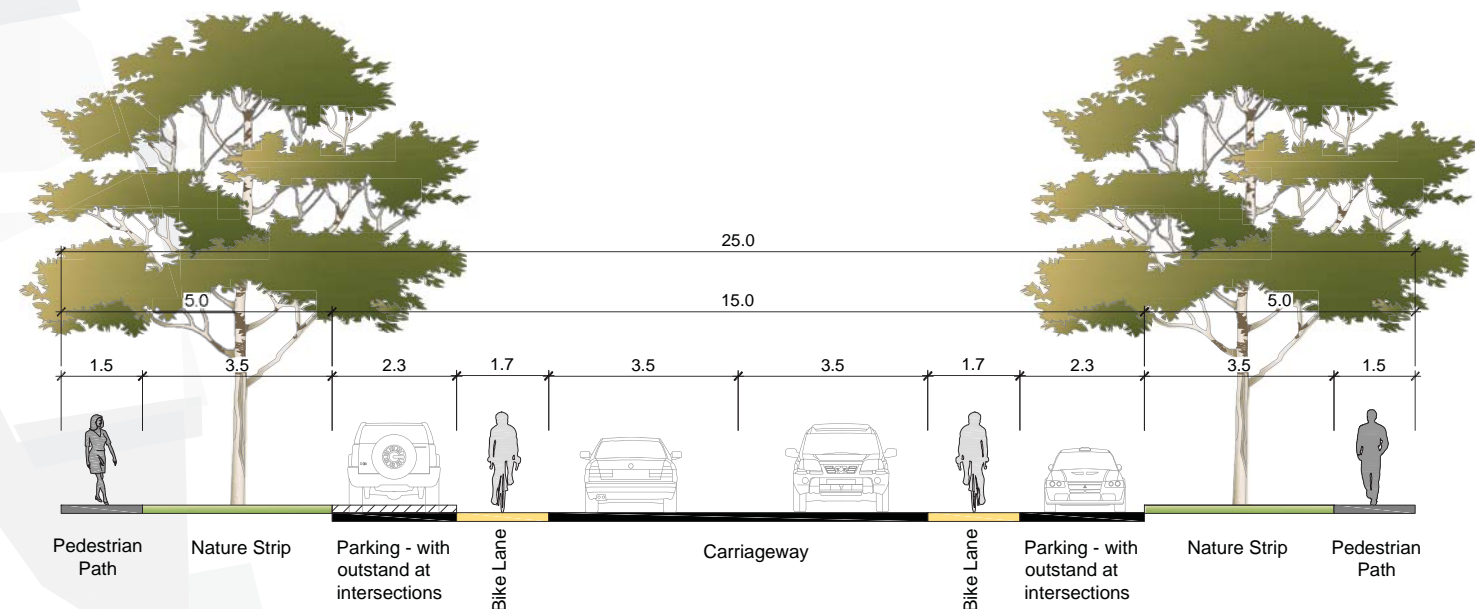 25.0
5.0
15.0
5.0
1.5
3.5
2.3
1.7
3.5
3.5
1.7
2.3
3.5
1.5
Pedestrian
Path
Nature Strip
Parking - with
outstand at
intersections
Bike Lane
Carriageway
Bike Lane
Parking - with
outstand at
intersections
Nature Strip
Pedestrian
Path